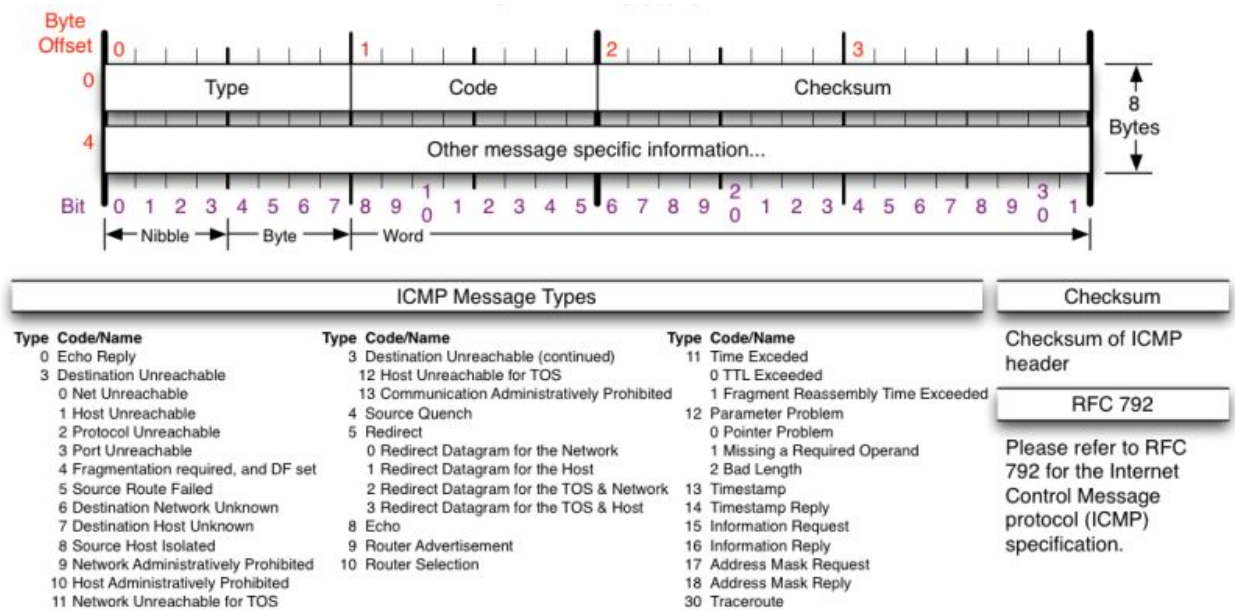 Byte
Offset 0 1 2 3
0 Type Code Checksum
8
Bytes
4 Other message specific information...
Bit 0 1 2 3 4 5 6 7 8 9 10 1 2 3 4 5 6 7 8 9 20 1 2 3 4 5 6 7 8 9 30 1
Nibble Byte Word
ICMP Message Types
Type Code/Name
0 Echo Reply
3 Destination Unreachable
0 Net Unreachable
1 Host Unreachable
2 Protocol Unreachable
3 Port Unreachable
4 Fragmentation required, and DF set
5 Source Route Failed
6 Destination Network Unknown
7 Destination Host Unknown
8 Source Host Isolated
9 Network Administratively Prohibited
10 Host Administratively Prohibited
11 Network Unreachable for TOS
Type Code/Name
3 Destination Unreachable (continued)
12 Host Unreachable for TOS
13 Communication Administratively Prohibited
4 Source Quench
5 Redirect
0 Redirect Datagram for the Network
1 Redirect Datagram for the Host
2 Redirect Datagram for the TOS & Network
3 Redirect Datagram for the TOS & Host
8 Echo
9 Router Advertisement
10 Router Selection
Type Code/Name
11 Time Exceded
0 TTL Exceeded
1 Fragment Reassembly Time Exceeded
12 Parameter Problem
0 Pointer Problem
1 Missing a Required Operand
2 Bad Length
13 Timestamp
14 Timestamp Reply
15 Information Request
16 Information Reply
17 Address Mask Request
18 Address Mask Reply
30 Traceroute
Checksum
Checksum of ICMP
header
RFC 792
Please refer to RFC
792 for the Internet
Control Message
protocol (ICMP)
specification.